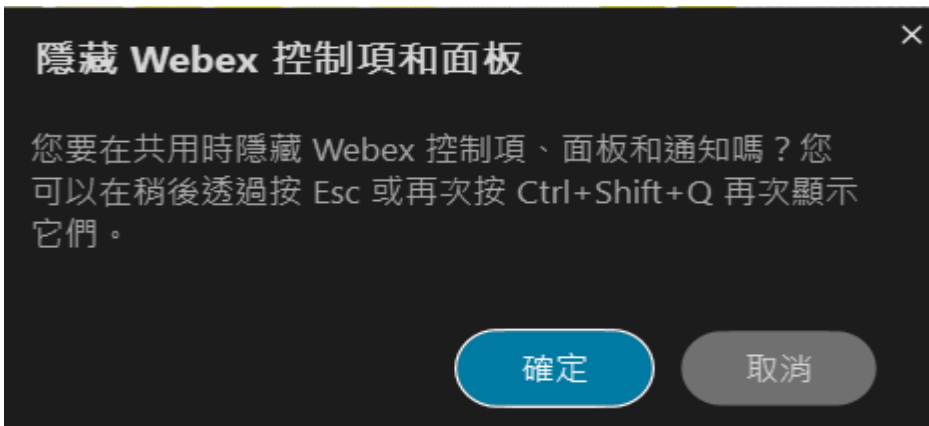 隱藏 Webex 控制項和面板
您要在共用時隱藏 Webex 控制項、面板和通知嗎？您
可以在稍後透過按 Esc 或再次按 Ctrl+Shift+Q 再次顯示
它們。
確定
取消